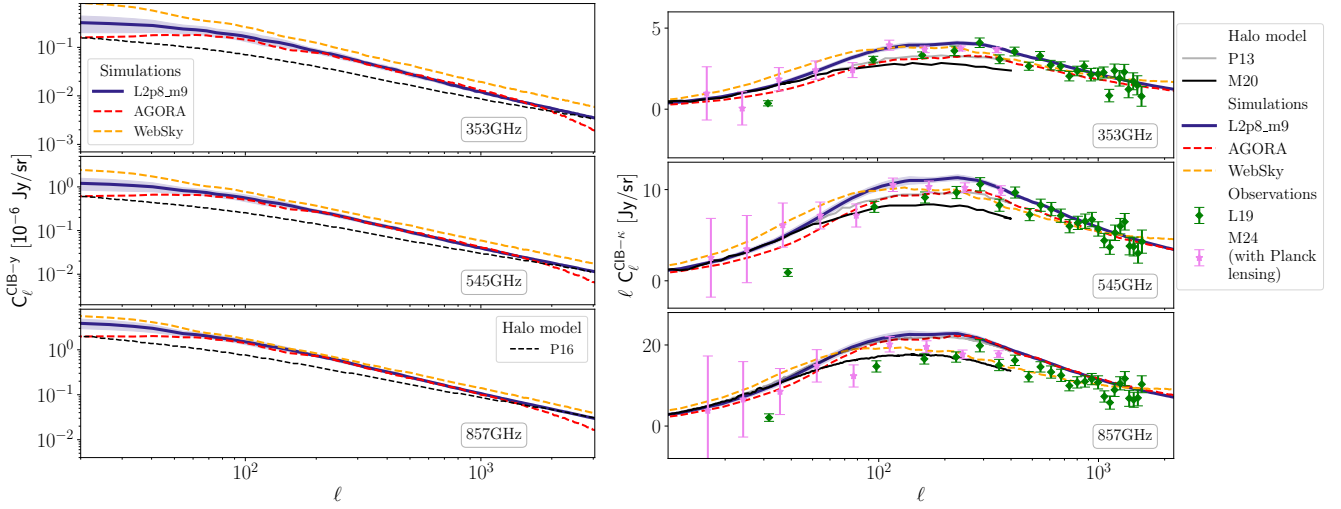 C_ℓ^{CIB−y} [10^{−6} Jy/sr]
10^{−1}
10^{−2}
10^{−3}
Simulations
L2p8_m9
AGORA
WebSky
353GHz
10^{0}
10^{−1}
10^{−2}
545GHz
10^{0}
10^{−1}
10^{−2}
Halo model
P16
857GHz
10^{2}
10^{3}
ℓ
ℓ C_ℓ^{CIB−κ} [Jy/sr]
5
0
353GHz
10
0
545GHz
20
0
857GHz
10^{2}
10^{3}
ℓ
Halo model
P13
M20
Simulations
L2p8_m9
AGORA
WebSky
Observations
L19
M24
(with Planck
lensing)